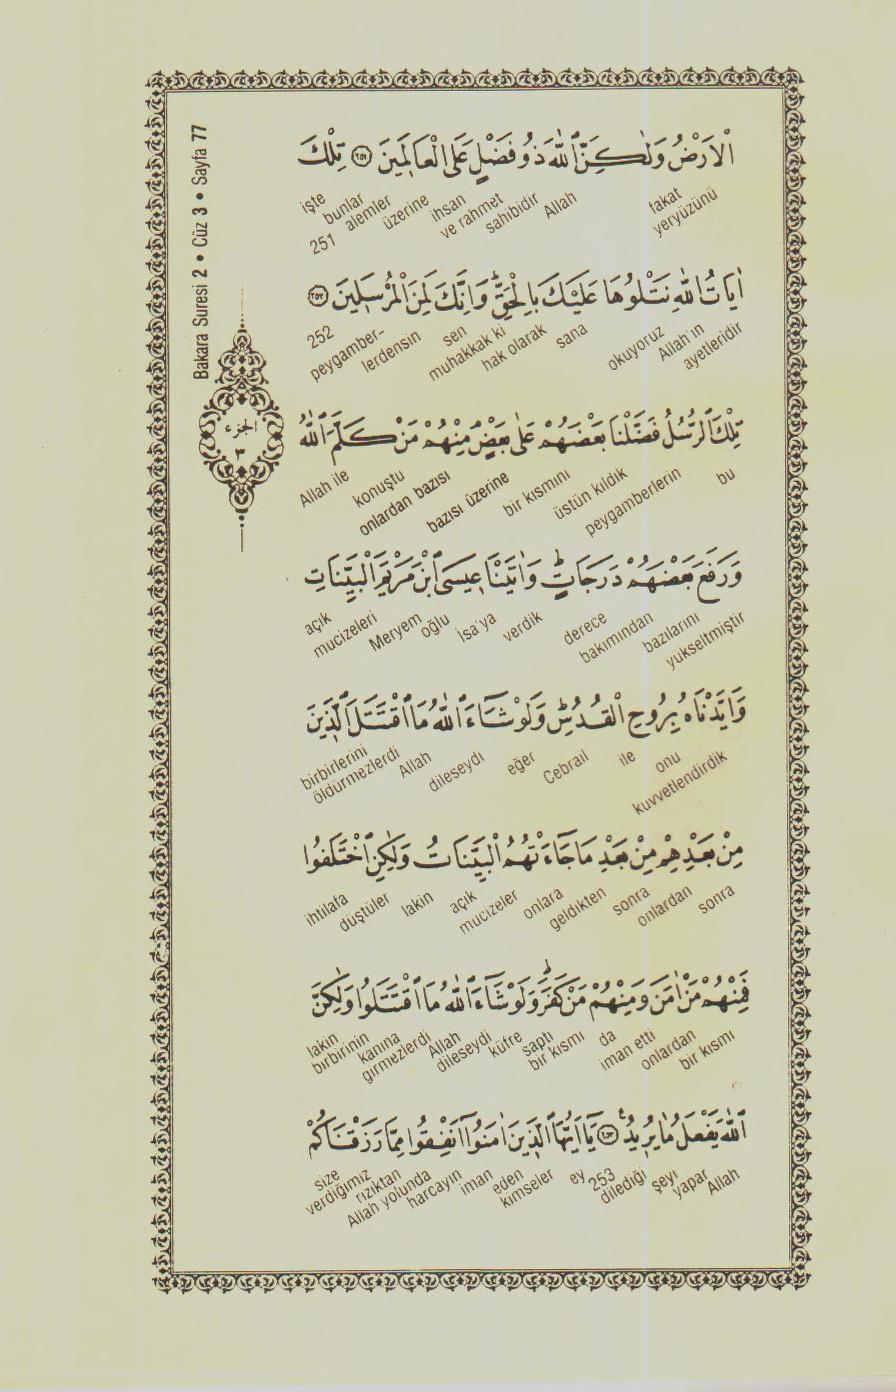 Bakara Suresi 2 • Cüz 3 • Sayfa 77
الجزء
٣
اْلاَرْضُ وَلٰكِنَّ اللّٰهَ ذُو فَضْلٍ عَلَى الْعَالَمِينَ ﴿٢٥١﴾ تِلْكَ
yeryüzünü fakat Allah sahibidir ve rahmet ihsan üzerine alemler 251 bunlar işte
اٰيَاتُ اللّٰهِ نَتْلُوهَا عَلَيْكَ بِالْحَقِّ وَاِنَّكَ لَمِنَ الْمُرْسَلِينَ ﴿٢٥٢﴾
ayetleridir Allah'ın okuyoruz sana hak olarak muhakkak ki sen lerdensin peygamber- 252
تِلْكَ الرُّسُلُ فَضَّلْنَا بَعْضَهُمْ عَلٰى بَعْضٍ مِنْهُمْ مَنْ كَلَّمَ اللّٰهُ
bu peygamberlerin üstün kıldık bir kısmını bazısı üzerine onlardan bazısı konuştu Allah ile
وَرَفَعَ بَعْضَهُمْ دَرَجَاتٍ وَاٰتَيْنَا عِيسَى ابْنَ مَرْيَمَ الْبَيِّنَاتِ
yükseltmiştir bazılarını bakımından derece verdik İsa'ya oğlu Meryem mucizeleri açık
وَاَيَّدْنَاهُ بِرُوحِ الْقُدُسِ وَلَوْ شَاءَ اللّٰهُ مَا اقْتَتَلَ الَّذِينَ
kuvvetlendirdik onu ile Cebrail eğer dileseydi Allah öldürmezlerdi birbirlerini
مِنْ بَعْدِهِمْ مِنْ بَعْدِ مَا جَاءَتْهُمُ الْبَيِّنَاتُ وَلٰكِنِ اخْتَلَفُوا
sonra onlardan sonra geldikten onlara mucizeler açık lakin düştüler ihtilafa
فَمِنْهُمْ مَنْ اٰمَنَ وَمِنْهُمْ مَنْ كَفَرَ وَلَوْ شَاءَ اللّٰهُ مَا اقْتَتَلُوا وَلٰكِنَّ
bir kısmı onlardan iman etti da bir kısmı saptı küfre dileseydi Allah girmezlerdi kanına birbirinin lakin
اللّٰهَ يَفْعَلُ مَا يُرِيدُ ﴿٢٥٣﴾ يَا اَيُّهَا الَّذِينَ اٰمَنُوا اَنْفِقُوا مِمَّا رَزَقْنَاكُمْ
Allah yapar şeyi dilediği 253 ey kimseler eden iman harcayın Allah yolunda rızıktan verdiğimiz size